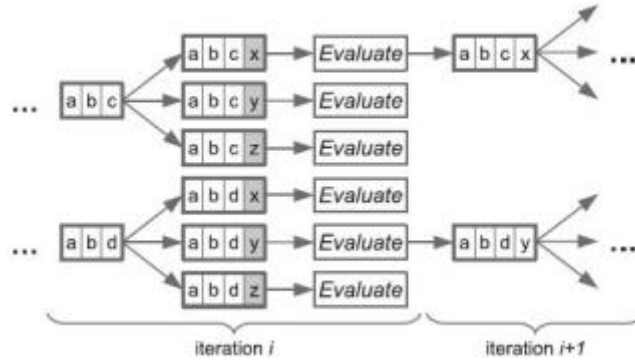 a b c x Evaluate a b c x
... a b c a b c y Evaluate ...
a b c z Evaluate
a b d x Evaluate
... a b d a b d y Evaluate a b d y ...
a b d z Evaluate
iteration i iteration i+1